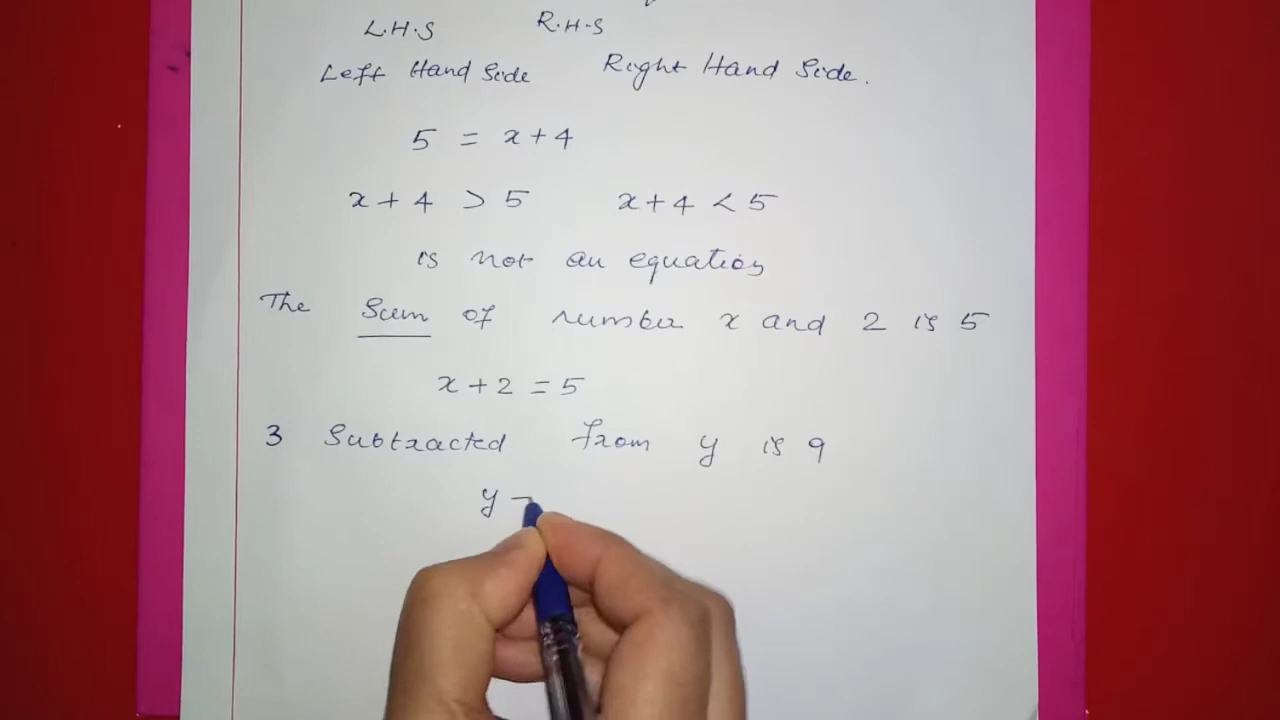 L.H.S R.H.S
Left Hand Side Right Hand Side.
5 = x+4
x+4 > 5 x+4 < 5
is not an equation
The Sum of number x and 2 is 5
x+2 = 5
3 Subtracted from y is 9
y -